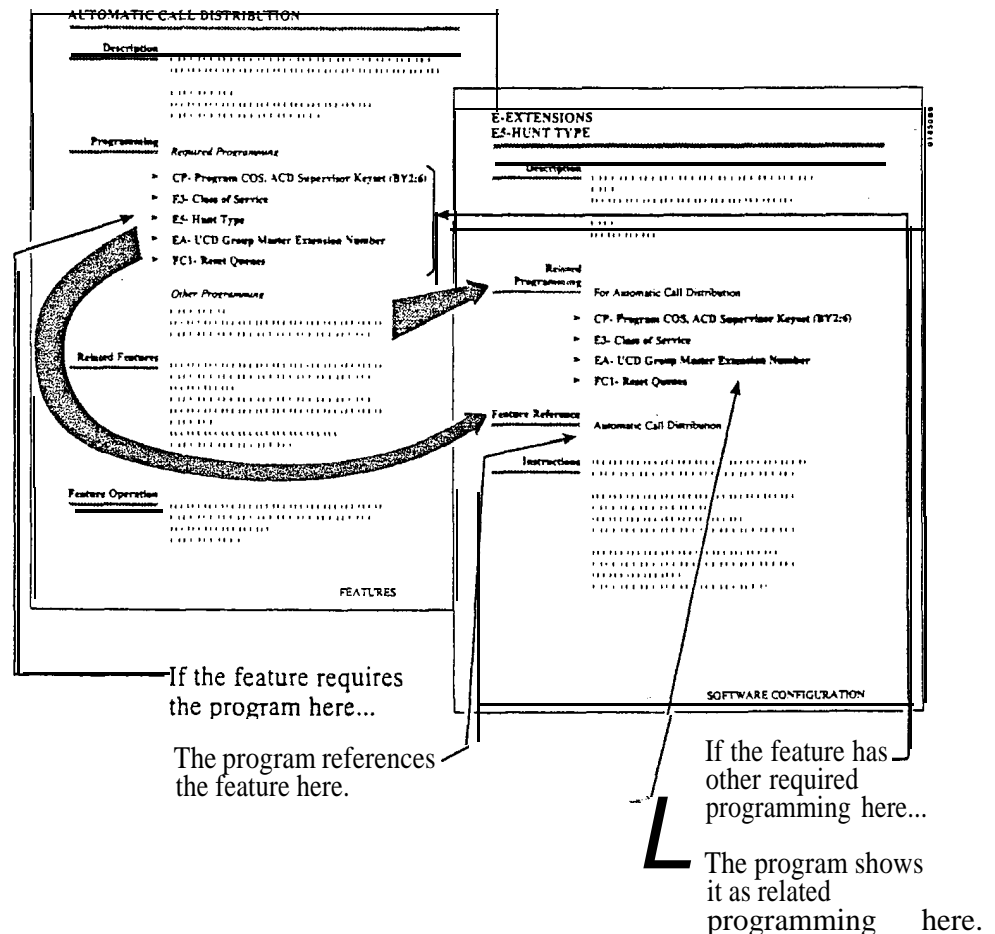 AUTOMATIC CALL DISTRIBUTION
Description
Programming
Required Programming
► CP- Program COS, ACD Supervisor Keyset (BY2:6)
► E3- Class of Service
► E5- Hunt Type
► EA- UCD Group Master Extension Number
► FC1- Reset Queues
Other Programming
Related Features
Feature Operation
FEATURES
E-EXTENSIONS
E5-HUNT TYPE
Description
Related
Programming
For Automatic Call Distribution
► CP- Program COS, ACD Supervisor Keyset (BY2:6)
► E3- Class of Service
► EA- UCD Group Master Extension Number
► FC1- Reset Queues
Feature Reference
Automatic Call Distribution
Instructions
SOFTWARE CONFIGURATION
If the feature requires
the program here...
The program references
the feature here.
If the feature has
other required
programming here...
The program shows
it as related
programming here.